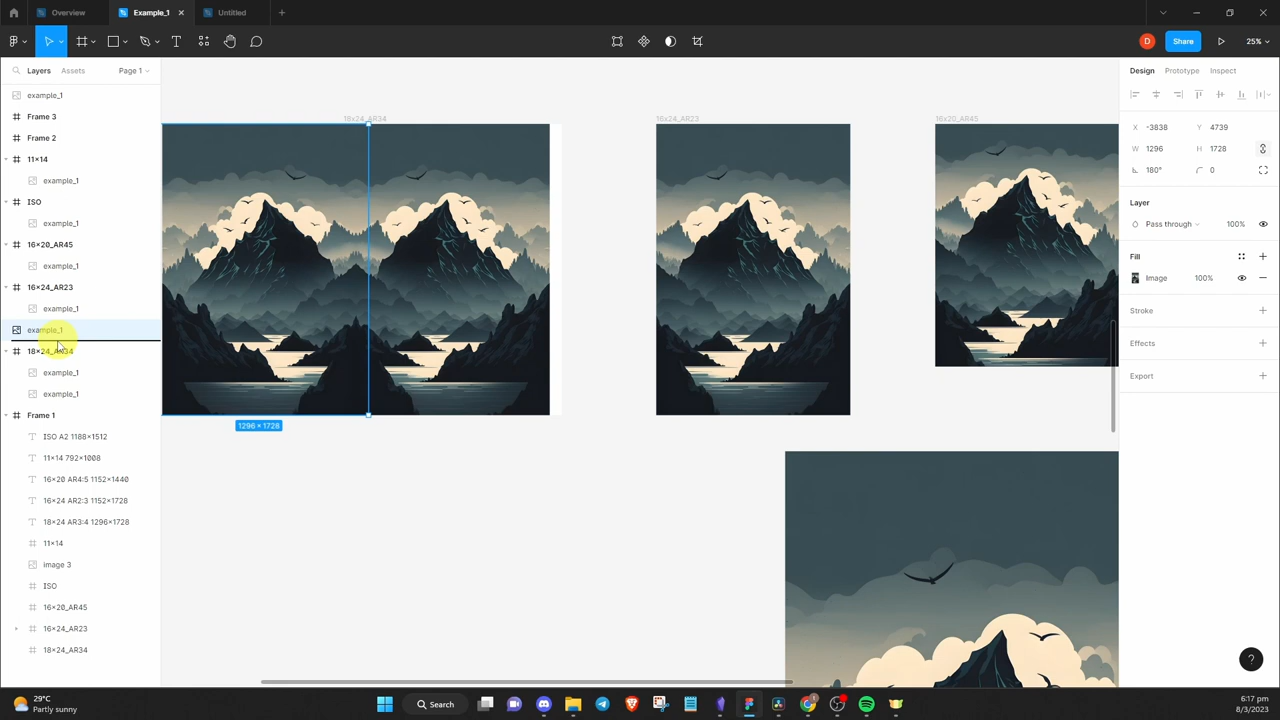 Overview
Example_1
Untitled
Share
25%
Layers
Assets
Page 1
Design
Prototype
Inspect
example_1
Frame 3
Frame 2
11×14
example_1
ISO
example_1
16×20_AR45
example_1
16×24_AR23
example_1
example_1
18×24_AR34
example_1
example_1
Frame 1
ISO A2 1188×1512
11×14 792×1008
16×20 AR4:5 1152×1440
16×24 AR2:3 1152×1728
18×24 AR3:4 1296×1728
11×14
image 3
ISO
16×20_AR45
16×24_AR23
18×24_AR34
18x24_AR34
16x24_AR23
16x20_AR45
1296 × 1728
X -3838 Y 4739
W 1296 H 1728
180° 0
Layer
Pass through 100%
Fill
Image 100%
Stroke
Effects
Export
?
D
29°C
Partly sunny
Search
6:17 pm
8/3/2023